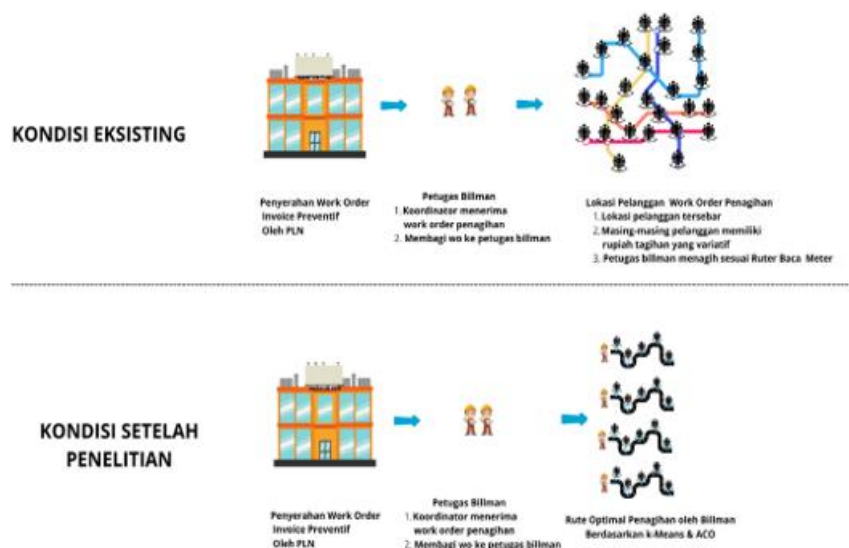 KONDISI EKSISTING
Penyerahan Work Order
Invoice Preventif
Oleh PLN
Petugas Billman
1. Koordinator menerima
work order penagihan
2. Membagi wo ke petugas billman
Lokasi Pelanggan Work Order Penagihan
1. Lokasi pelanggan tersebar
2. Masing-masing pelanggan memiliki
rupiah tagihan yang variatif
3. Petugas billman menagih sesuai Ruter Baca Meter
KONDISI SETELAH
PENELITIAN
Penyerahan Work Order
Invoice Preventif
Oleh PLN
Petugas Billman
1. Koordinator menerima
work order penagihan
2. Membagi wo ke petugas billman
Rute Optimal Penagihan oleh Billman
Berdasarkan k-Means & ACO